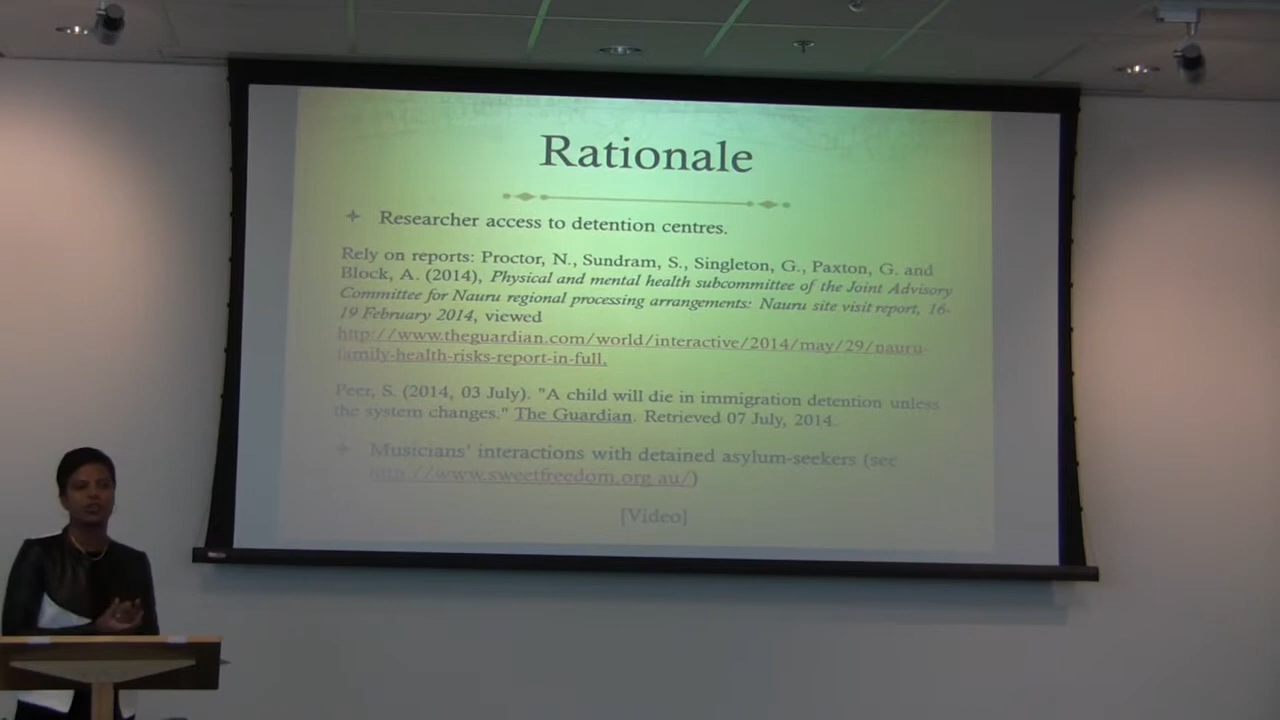 Rationale
Researcher access to detention centres.
Rely on reports: Proctor, N., Sundram, S., Singleton, G., Paxton, G. and
Block, A. (2014), Physical and mental health subcommittee of the Joint Advisory
Committee for Nauru regional processing arrangements: Nauru site visit report, 16-
19 February 2014, viewed
http://www.theguardian.com/world/interactive/2014/may/29/nauru-
family-health-risks-report-in-full.
Peer, S. (2014, 03 July). "A child will die in immigration detention unless
the system changes." The Guardian. Retrieved 07 July, 2014.
Musicians' interactions with detained asylum-seekers (see
http://www.sweetfreedom.org.au/)
[Video]